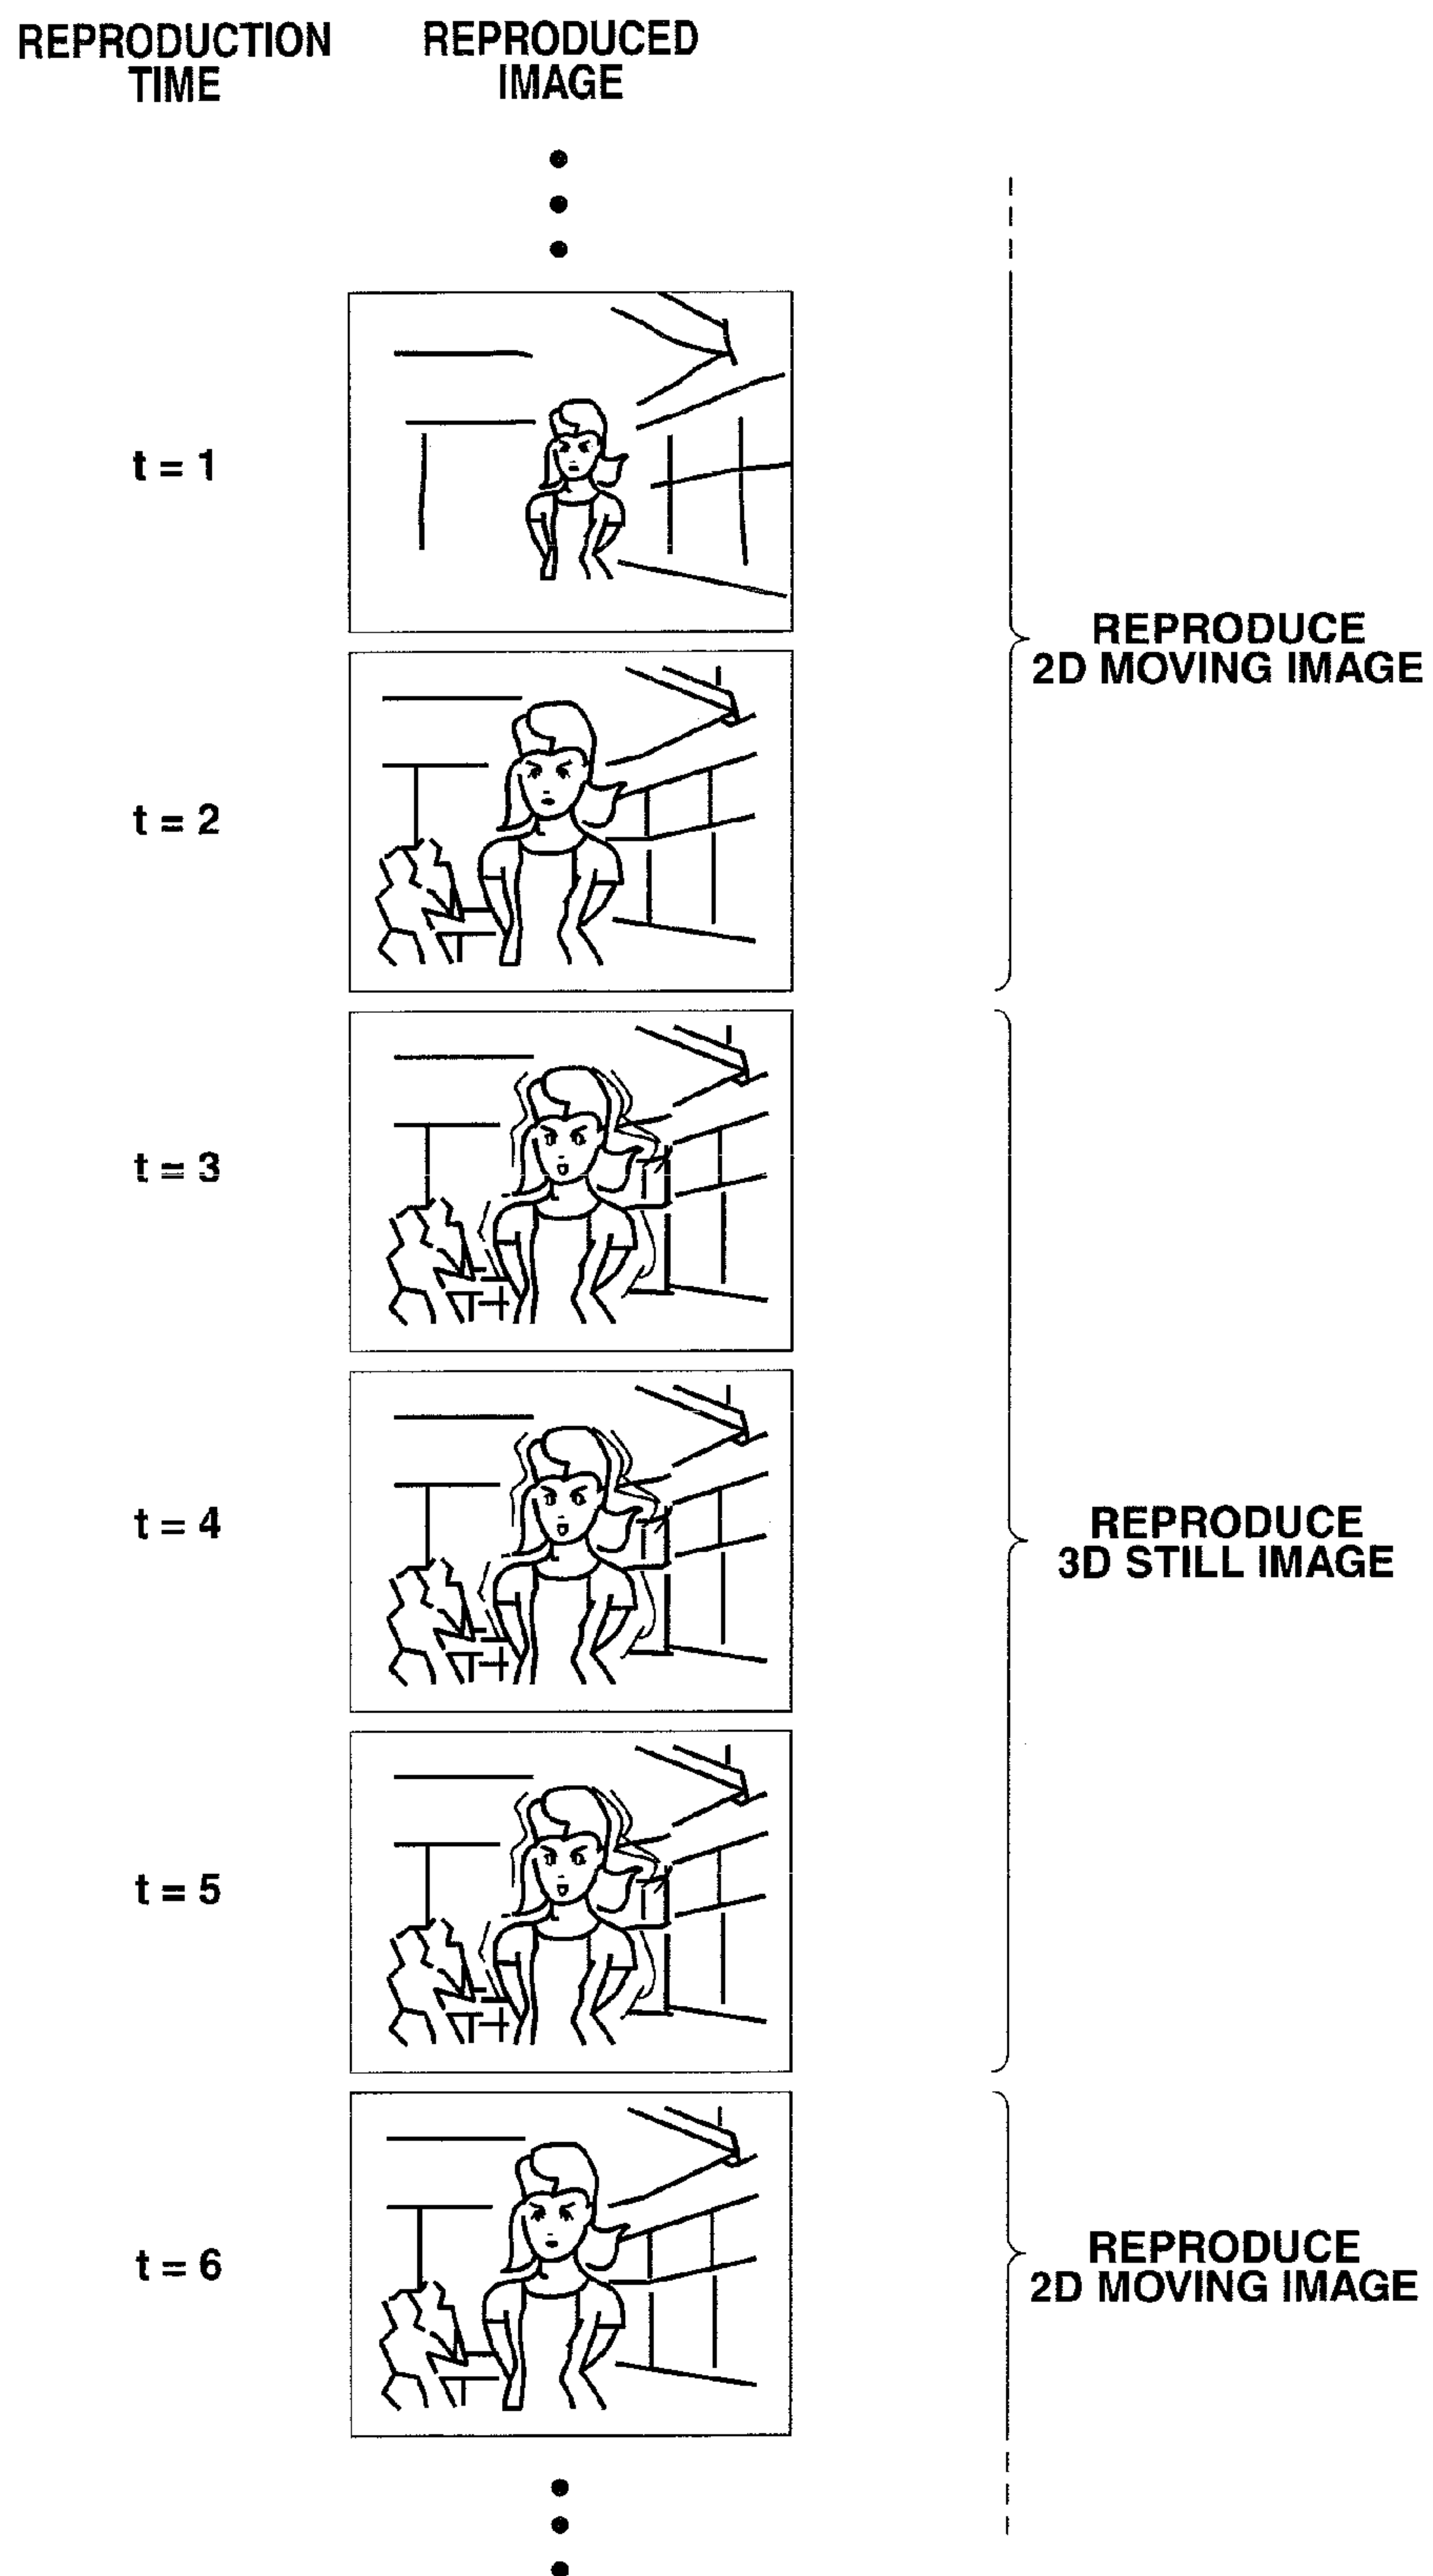 REPRODUCTION
TIME
REPRODUCED
IMAGE
t = 1
REPRODUCE
2D MOVING IMAGE
t = 2
t = 3
t = 4
REPRODUCE
3D STILL IMAGE
t = 5
t = 6
REPRODUCE
2D MOVING IMAGE